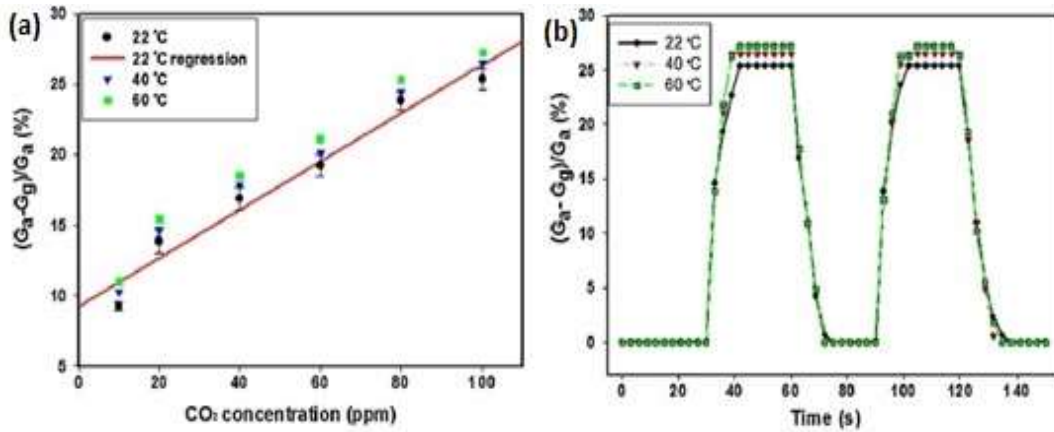 (a)
30
25
20
15
10
5
(Ga-Gg)/Ga (%)
22 °C
22 °C regression
40 °C
60 °C
0 20 40 60 80 100
CO₂ concentration (ppm)
(b)
30
25
20
15
10
5
0
(Ga- Gg)/Ga (%)
22 °C
40 °C
60 °C
0 20 40 60 80 100 120 140
Time (s)